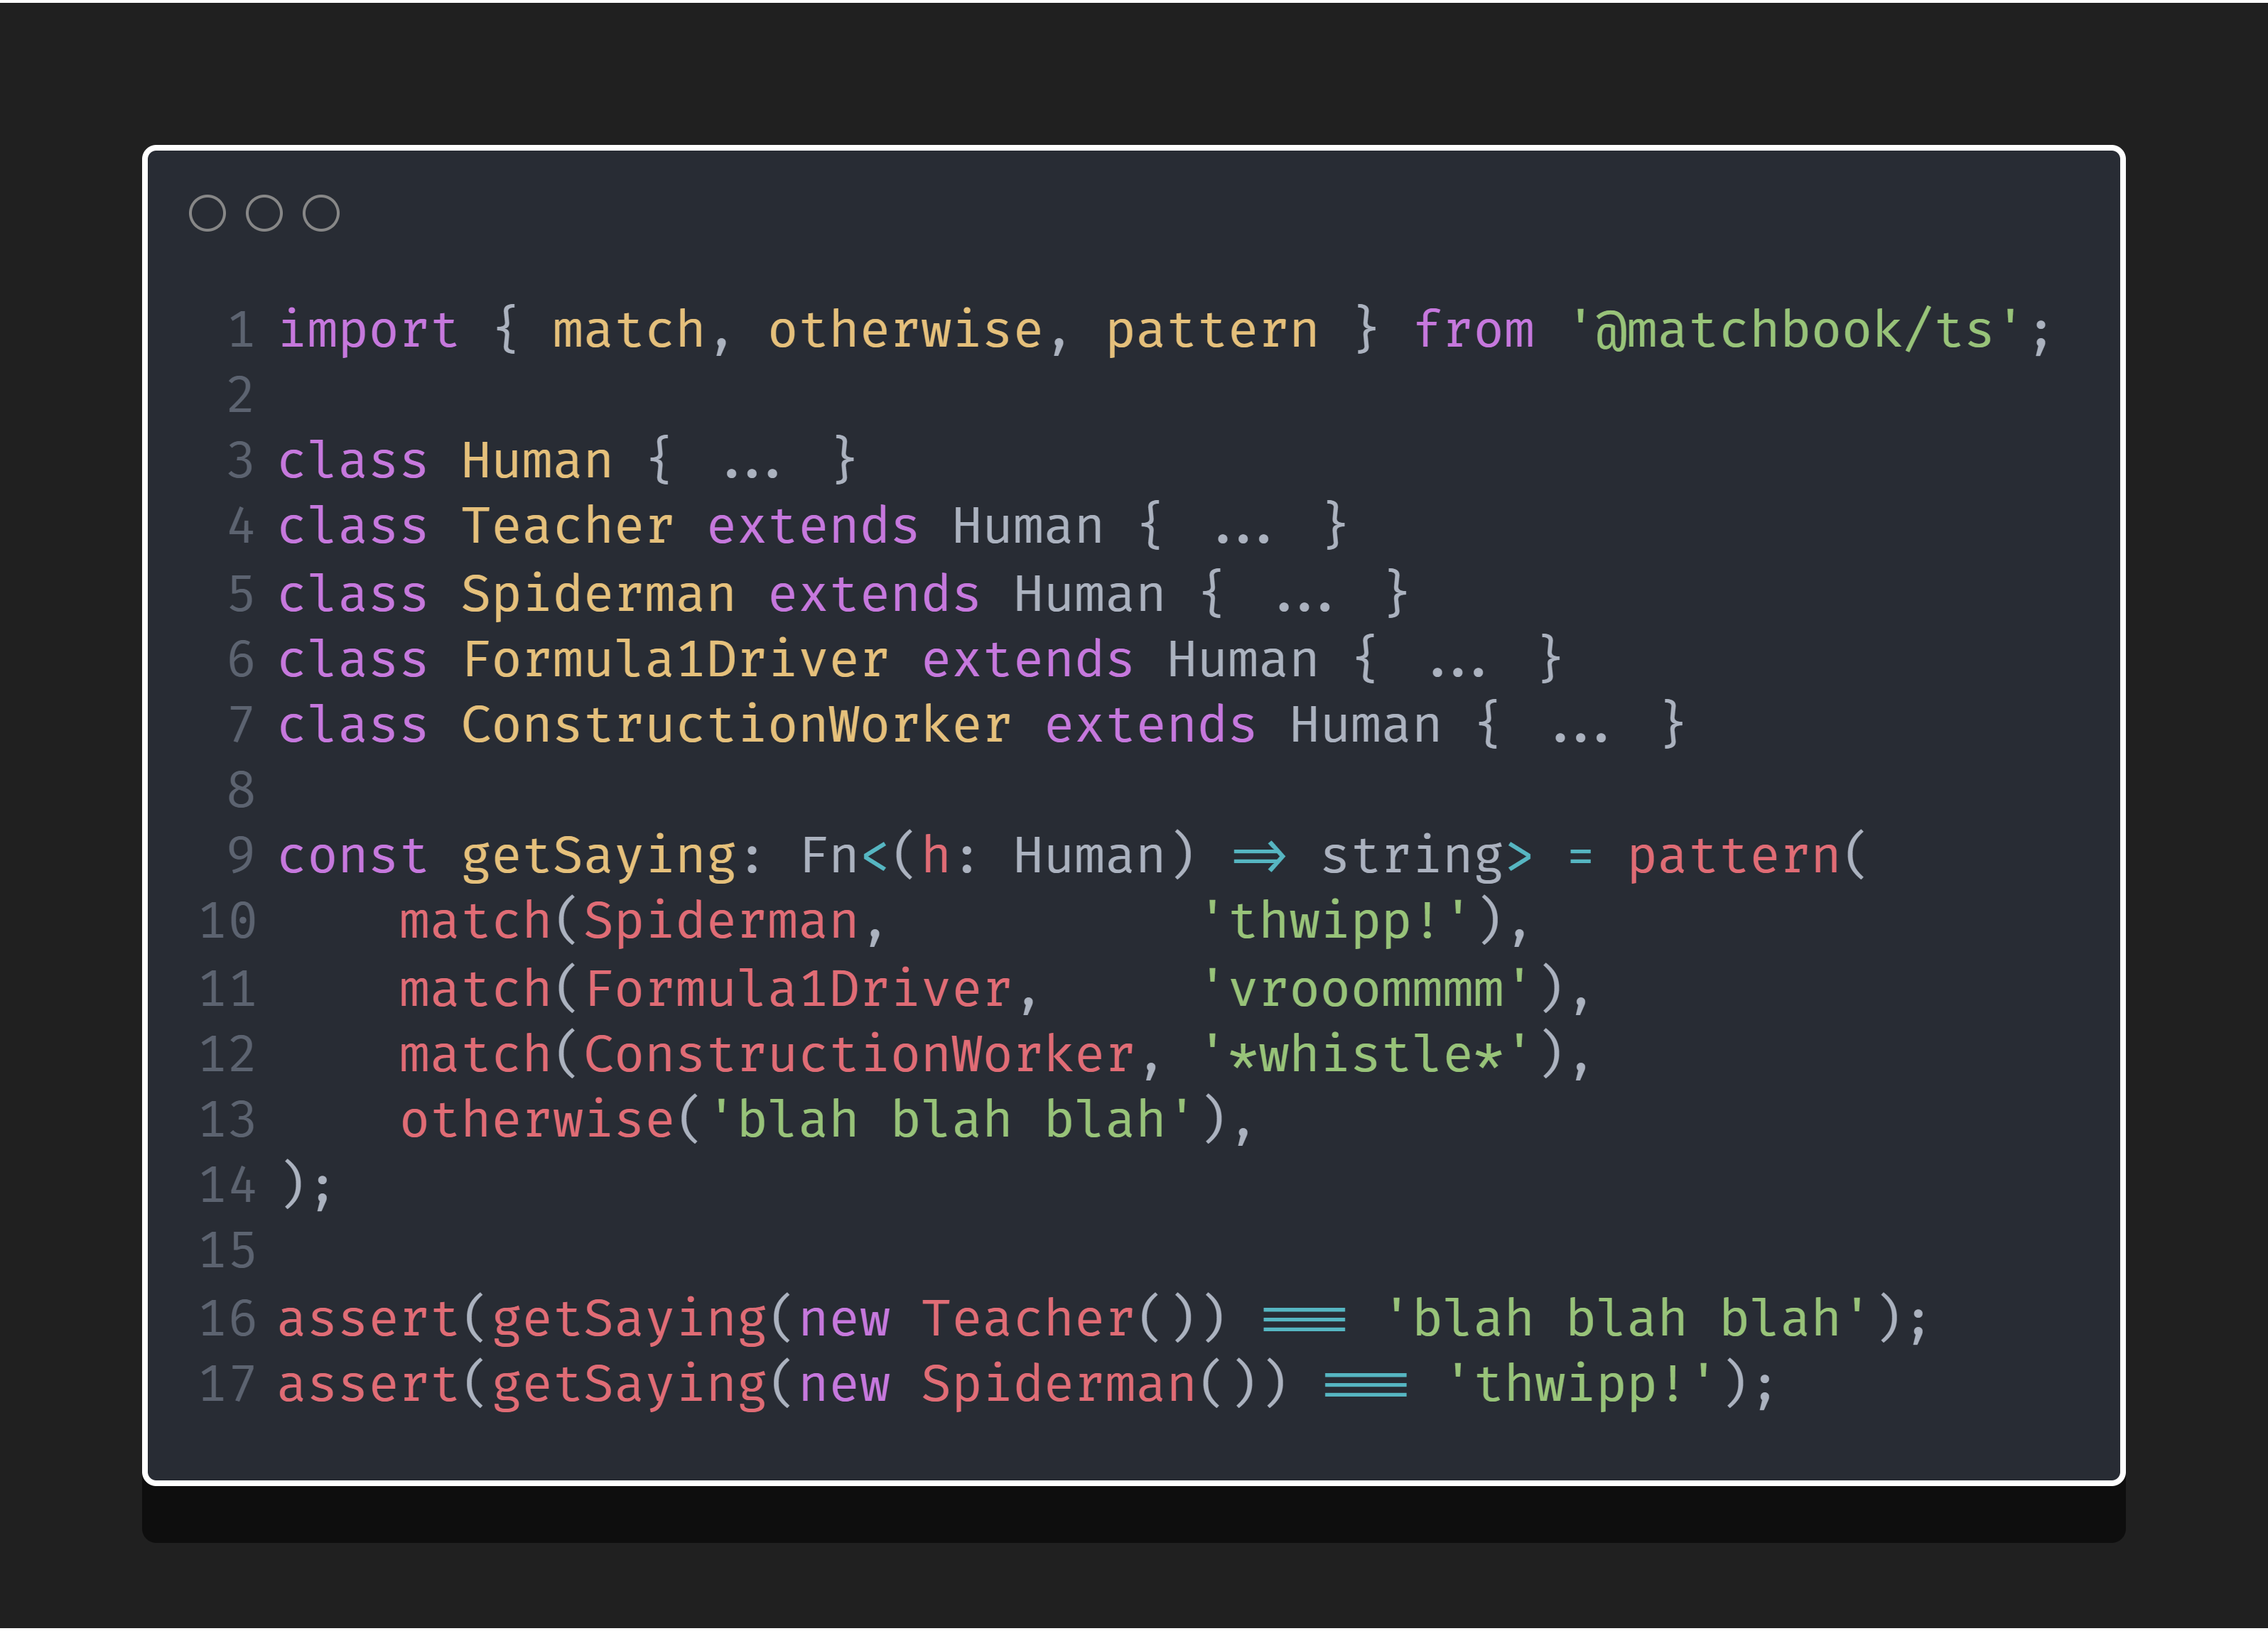 1 import { match, otherwise, pattern } from '@matchbook/ts';
2
3 class Human { ... }
4 class Teacher extends Human { ... }
5 class Spiderman extends Human { ... }
6 class Formula1Driver extends Human { ... }
7 class ConstructionWorker extends Human { ... }
8
9 const getSaying: Fn<(h: Human) => string> = pattern(
10     match(Spiderman,          'thwipp!'),
11     match(Formula1Driver,     'vrooommmm'),
12     match(ConstructionWorker, '*whistle*'),
13     otherwise('blah blah blah'),
14 );
15
16 assert(getSaying(new Teacher()) === 'blah blah blah');
17 assert(getSaying(new Spiderman()) === 'thwipp!');